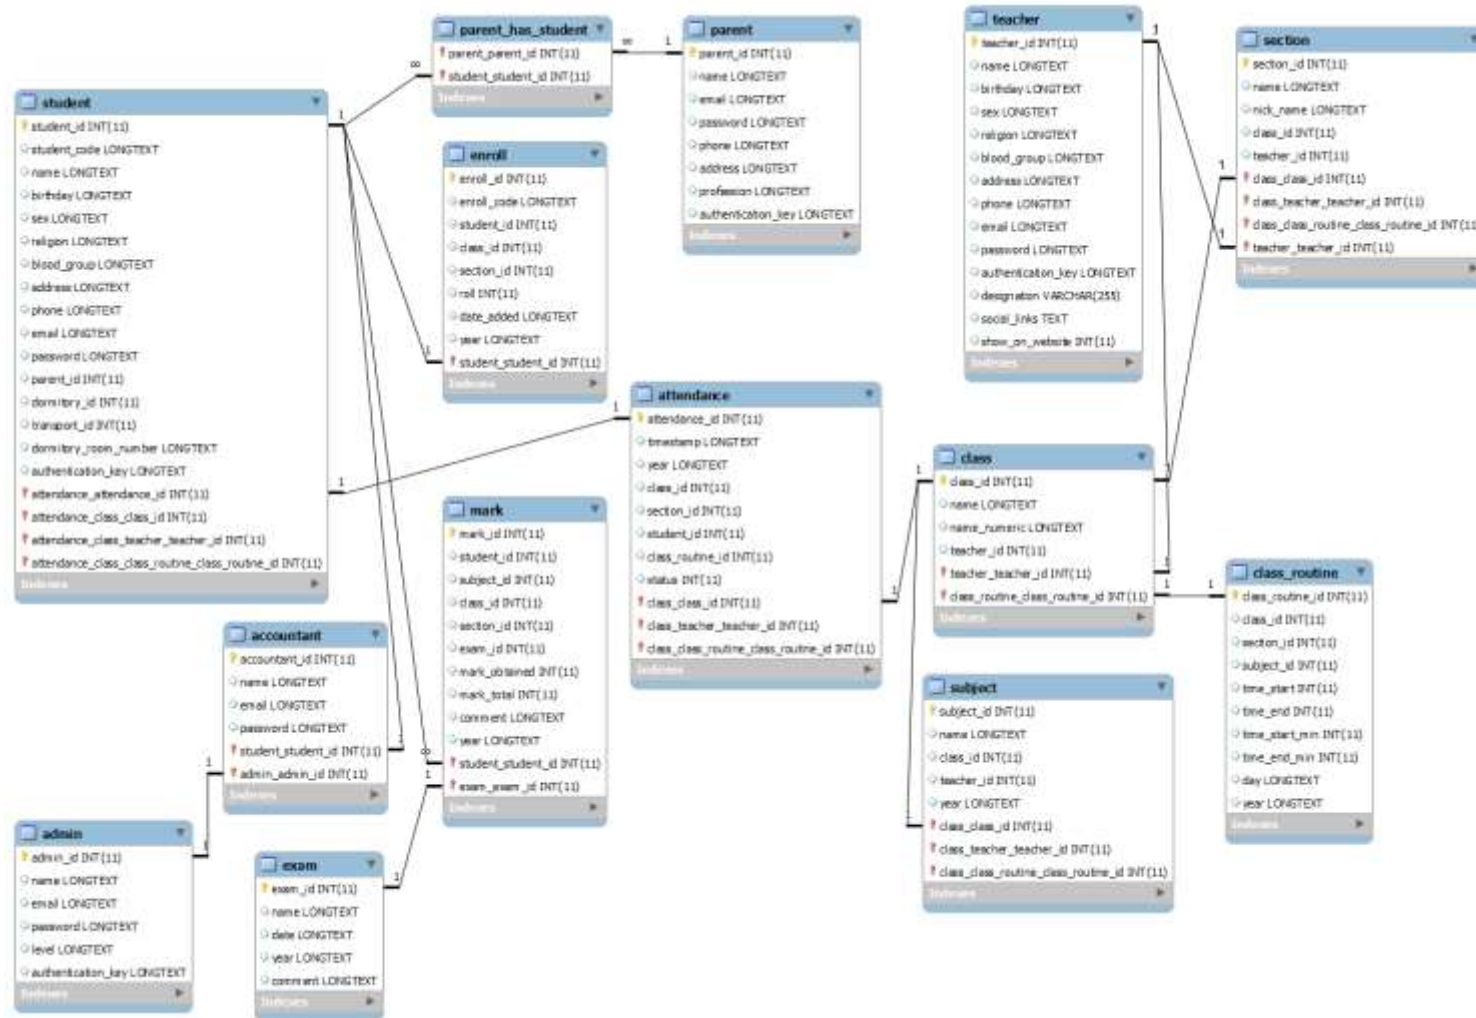 parent_has_student
parent_parent_id INT(11)
student_student_id INT(11)
Indexes
parent
parent_id INT(11)
name LONGTEXT
email LONGTEXT
password LONGTEXT
phone LONGTEXT
address LONGTEXT
profession LONGTEXT
authentication_key LONGTEXT
Indexes
teacher
teacher_id INT(11)
name LONGTEXT
birthday LONGTEXT
sex LONGTEXT
religion LONGTEXT
blood_group LONGTEXT
address LONGTEXT
phone LONGTEXT
email LONGTEXT
password LONGTEXT
authentication_key LONGTEXT
designation VARCHAR(255)
social_links TEXT
show_on_website INT(11)
Indexes
section
section_id INT(11)
name LONGTEXT
nick_name LONGTEXT
class_id INT(11)
teacher_id INT(11)
class_class_id INT(11)
class_teacher_teacher_id INT(11)
class_class_routine_class_routine_id INT(11
teacher_teacher_id INT(11)
Indexes
student
student_id INT(11)
student_code LONGTEXT
name LONGTEXT
birthday LONGTEXT
sex LONGTEXT
religion LONGTEXT
blood_group LONGTEXT
address LONGTEXT
phone LONGTEXT
email LONGTEXT
password LONGTEXT
parent_id INT(11)
dormitory_id INT(11)
transport_id INT(11)
dormitory_room_number LONGTEXT
authentication_key LONGTEXT
attendance_attendance_id INT(11)
attendance_class_class_id INT(11)
attendance_class_teacher_teacher_id INT(11)
attendance_class_class_routine_class_routine_id INT(11)
Indexes
enroll
enroll_id INT(11)
enroll_code LONGTEXT
student_id INT(11)
class_id INT(11)
section_id INT(11)
roll INT(11)
date_added LONGTEXT
year LONGTEXT
student_student_id INT(11)
Indexes
attendance
attendance_id INT(11)
timestamp LONGTEXT
year LONGTEXT
class_id INT(11)
section_id INT(11)
student_id INT(11)
class_routine_id INT(11)
status INT(11)
class_class_id INT(11)
class_teacher_teacher_id INT(11)
class_class_routine_class_routine_id INT(11)
Indexes
class
class_id INT(11)
name LONGTEXT
name_numeric LONGTEXT
teacher_id INT(11)
teacher_teacher_id INT(11)
class_routine_class_routine_id INT(11)
Indexes
mark
mark_id INT(11)
student_id INT(11)
subject_id INT(11)
class_id INT(11)
section_id INT(11)
exam_id INT(11)
mark_obtained INT(11)
mark_total INT(11)
comment LONGTEXT
year LONGTEXT
student_student_id INT(11)
exam_exam_id INT(11)
Indexes
class_routine
class_routine_id INT(11)
class_id INT(11)
section_id INT(11)
subject_id INT(11)
time_start INT(11)
time_end INT(11)
time_start_min INT(11)
time_end_min INT(11)
day LONGTEXT
year LONGTEXT
Indexes
accountant
accountant_id INT(11)
name LONGTEXT
email LONGTEXT
password LONGTEXT
student_student_id INT(11)
admin_admin_id INT(11)
Indexes
subject
subject_id INT(11)
name LONGTEXT
class_id INT(11)
teacher_id INT(11)
year LONGTEXT
class_class_id INT(11)
class_teacher_teacher_id INT(11)
class_class_routine_class_routine_id INT(11)
Indexes
admin
admin_id INT(11)
name LONGTEXT
email LONGTEXT
password LONGTEXT
level LONGTEXT
authentication_key LONGTEXT
Indexes
exam
exam_id INT(11)
name LONGTEXT
date LONGTEXT
year LONGTEXT
comment LONGTEXT
Indexes